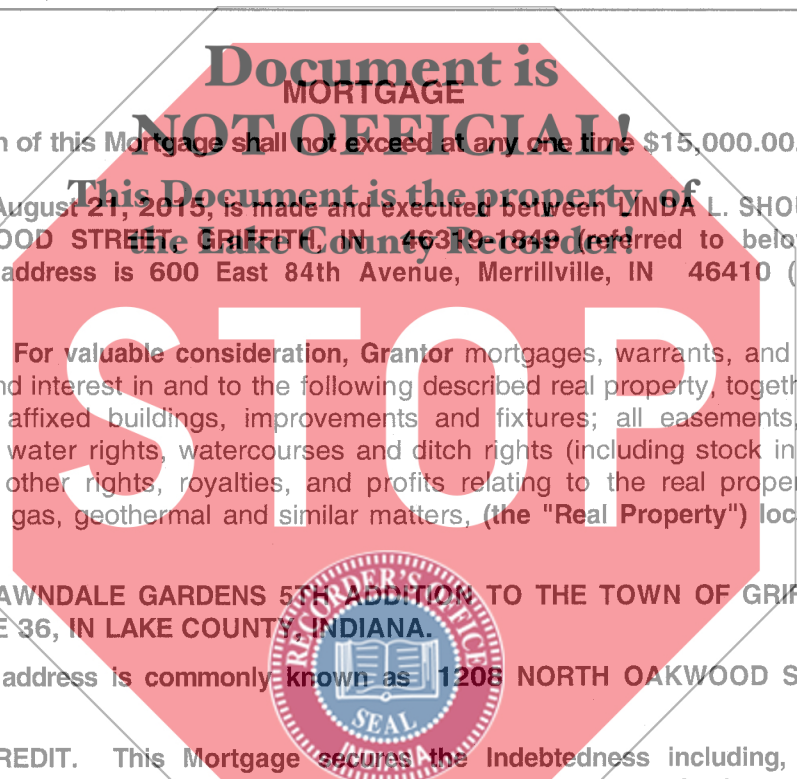 Document is
MORTGAGE
NOT OFFICIAL!
n of this Mortgage shall not exceed at any one time $15,000.00.
This Document is the property of
August 21, 2015, is made and executed between LINDA L. SHOU
the Lake County Recorder!
OOD STREET, GRIFFITH, IN 46319-1849 (referred to belo
address is 600 East 84th Avenue, Merrillville, IN 46410 (
STOP
For valuable consideration, Grantor mortgages, warrants, and
nd interest in and to the following described real property, togeth
affixed buildings, improvements and fixtures; all easements,
water rights, watercourses and ditch rights (including stock in
other rights, royalties, and profits relating to the real proper
gas, geothermal and similar matters, (the "Real Property") loc
AWNDALE GARDENS 5TH ADDITION TO THE TOWN OF GRIF
E 36, IN LAKE COUNTY, INDIANA.
RECORDER'S OFFICE
address is commonly known as 1208 NORTH OAKWOOD S
SEAL
INDIANA
REDIT. This Mortgage secures the Indebtedness including,